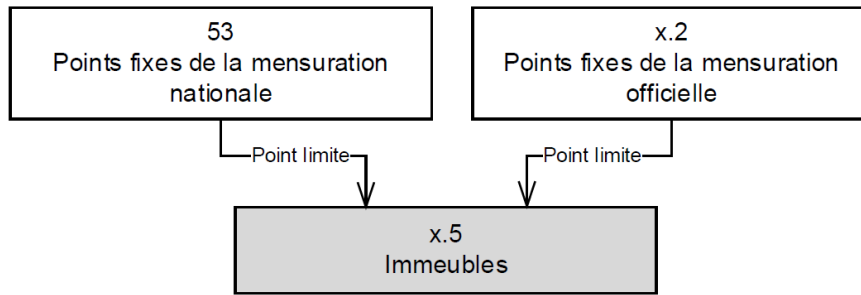 53
Points fixes de la mensuration
nationale
x.2
Points fixes de la mensuration
officielle
Point limite
Point limite
x.5
Immeubles